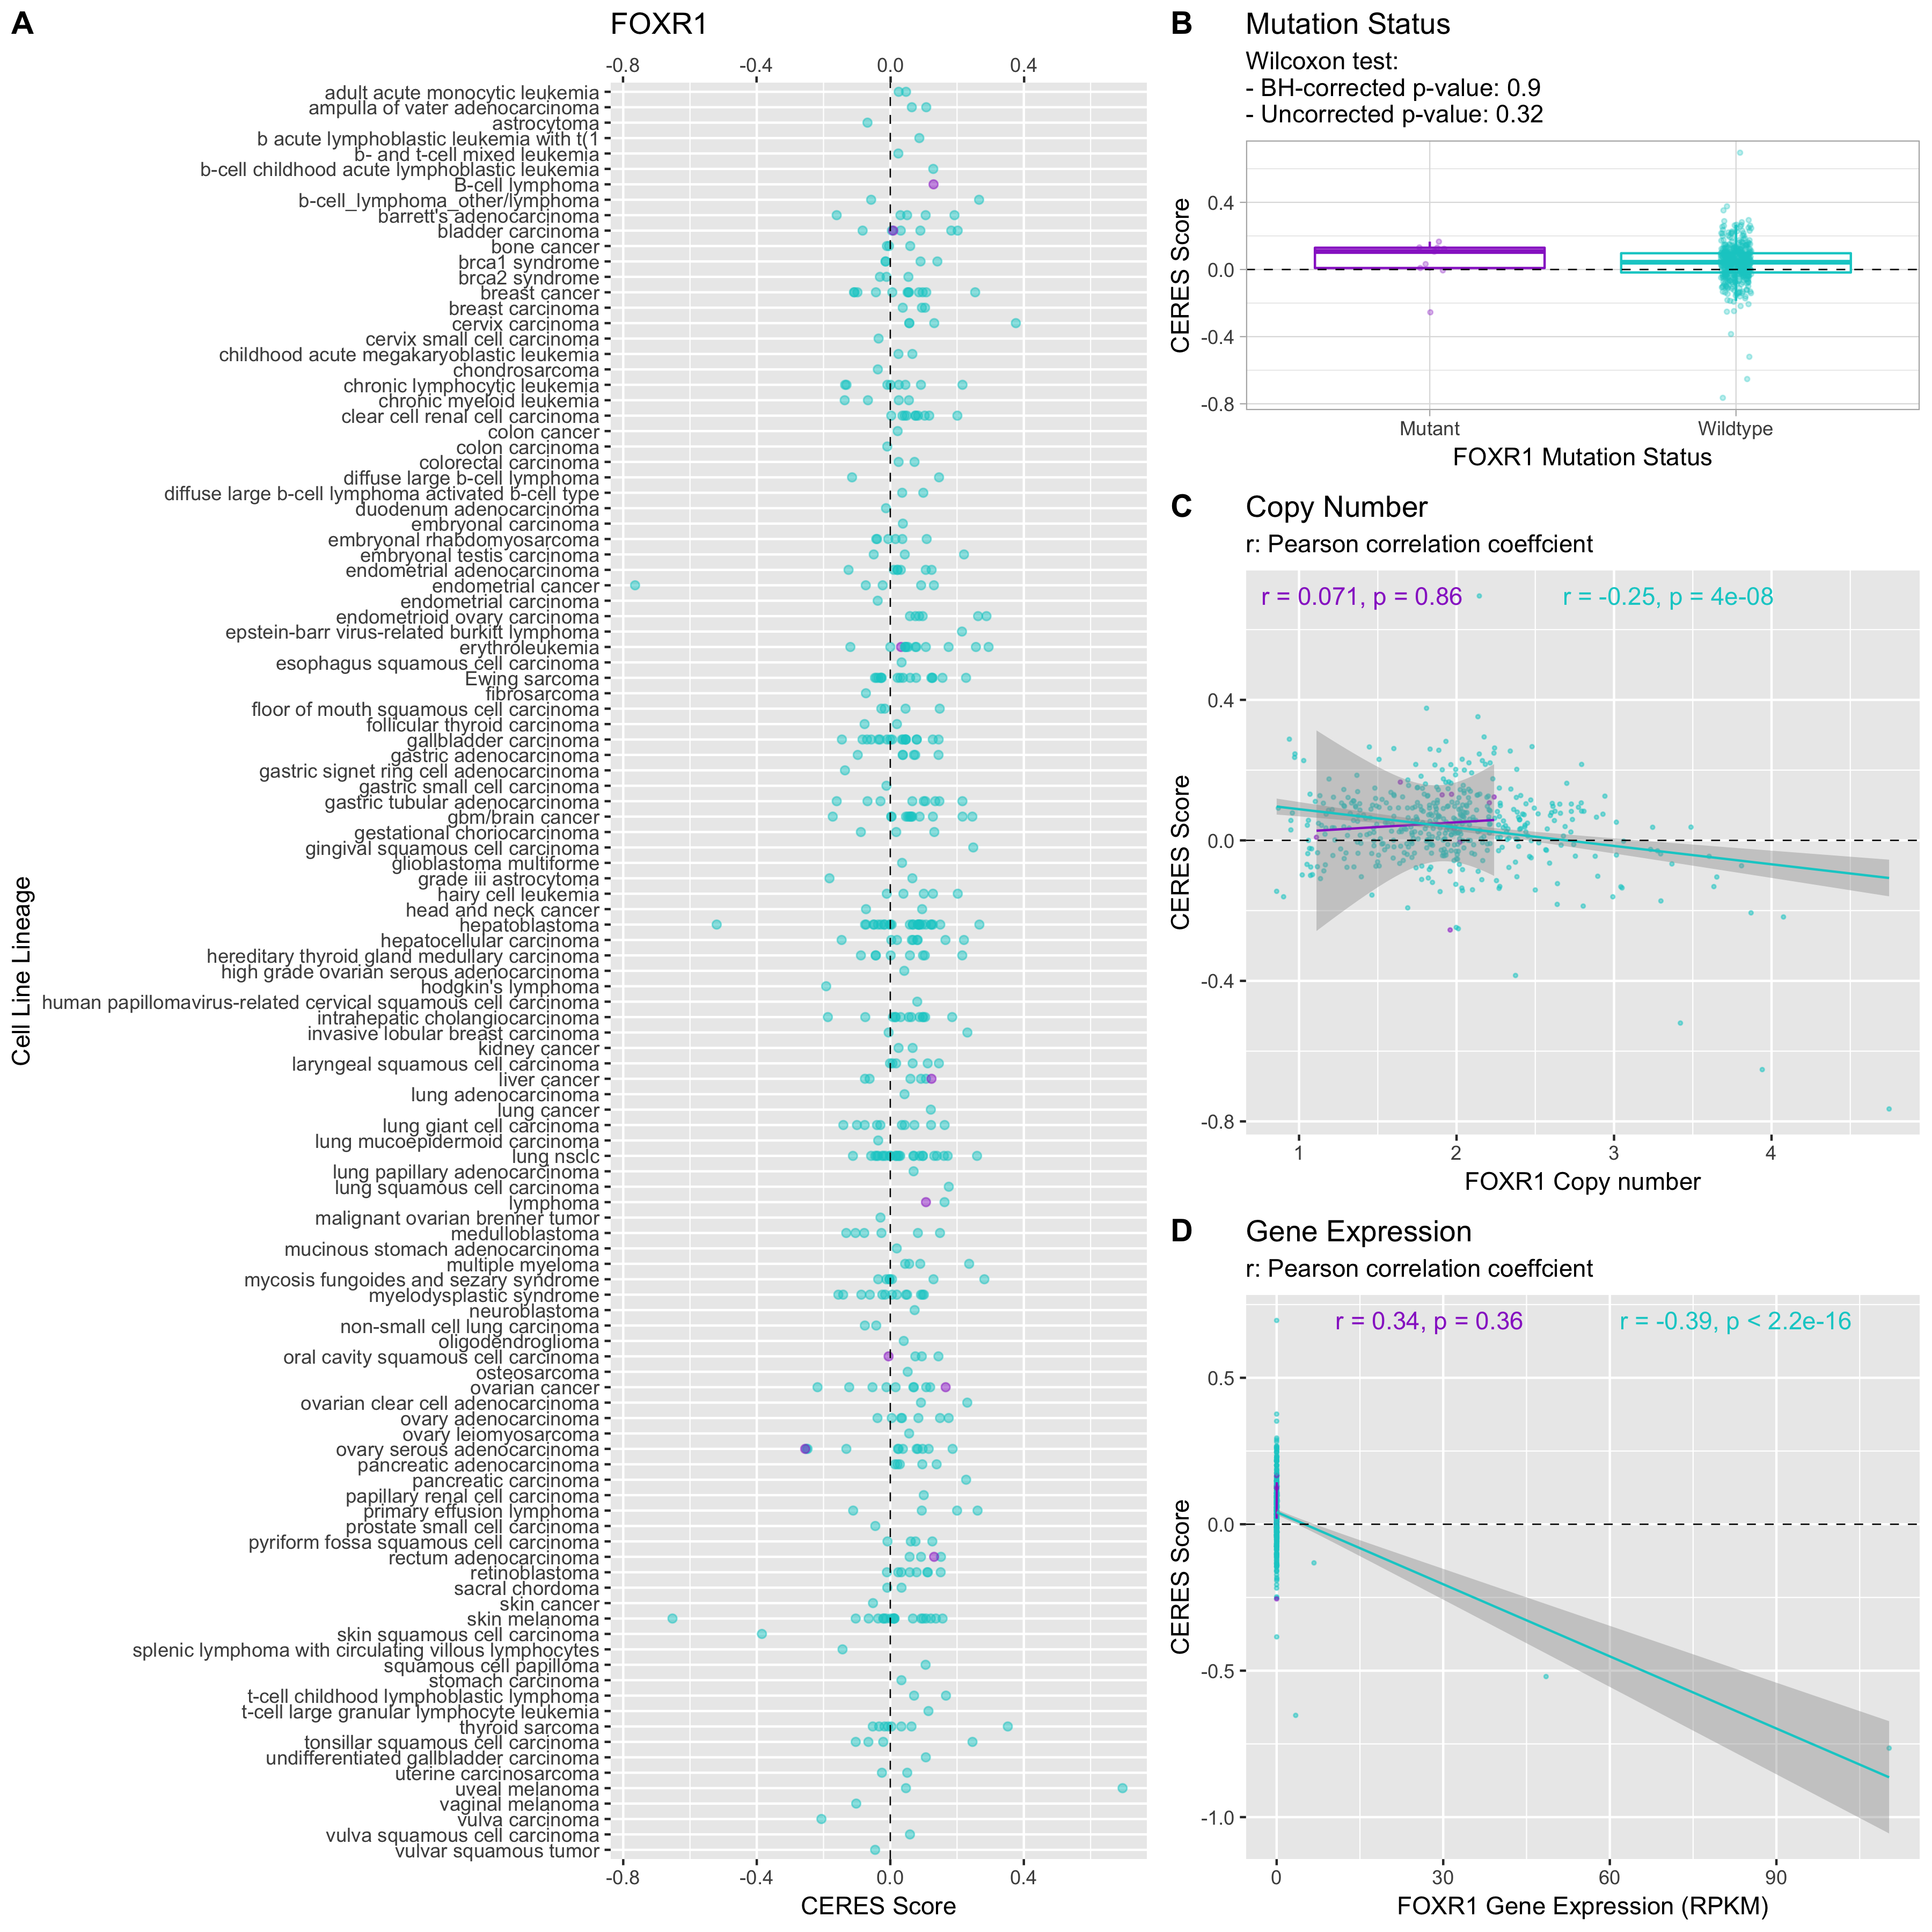 A
FOXR1
-0.8 -0.4 0.0 0.4
adult acute monocytic leukemia
ampulla of vater adenocarcinoma
astrocytoma
b acute lymphoblastic leukemia with t(1
b- and t-cell mixed leukemia
b-cell childhood acute lymphoblastic leukemia
B-cell lymphoma
b-cell_lymphoma_other/lymphoma
barrett's adenocarcinoma
bladder carcinoma
bone cancer
brca1 syndrome
brca2 syndrome
breast cancer
breast carcinoma
cervix carcinoma
cervix small cell carcinoma
childhood acute megakaryoblastic leukemia
chondrosarcoma
chronic lymphocytic leukemia
chronic myeloid leukemia
clear cell renal cell carcinoma
colon cancer
colon carcinoma
colorectal carcinoma
diffuse large b-cell lymphoma
diffuse large b-cell lymphoma activated b-cell type
duodenum adenocarcinoma
embryonal carcinoma
embryonal rhabdomyosarcoma
embryonal testis carcinoma
endometrial adenocarcinoma
endometrial cancer
endometrial carcinoma
endometrioid ovary carcinoma
epstein-barr virus-related burkitt lymphoma
erythroleukemia
esophagus squamous cell carcinoma
Ewing sarcoma
fibrosarcoma
floor of mouth squamous cell carcinoma
follicular thyroid carcinoma
gallbladder carcinoma
gastric adenocarcinoma
gastric signet ring cell adenocarcinoma
gastric small cell carcinoma
gastric tubular adenocarcinoma
gbm/brain cancer
gestational choriocarcinoma
gingival squamous cell carcinoma
glioblastoma multiforme
grade iii astrocytoma
hairy cell leukemia
head and neck cancer
hepatoblastoma
hepatocellular carcinoma
hereditary thyroid gland medullary carcinoma
high grade ovarian serous adenocarcinoma
hodgkin's lymphoma
human papillomavirus-related cervical squamous cell carcinoma
intrahepatic cholangiocarcinoma
invasive lobular breast carcinoma
kidney cancer
laryngeal squamous cell carcinoma
liver cancer
lung adenocarcinoma
lung cancer
lung giant cell carcinoma
lung mucoepidermoid carcinoma
lung nsclc
lung papillary adenocarcinoma
lung squamous cell carcinoma
lymphoma
malignant ovarian brenner tumor
medulloblastoma
mucinous stomach adenocarcinoma
multiple myeloma
mycosis fungoides and sezary syndrome
myelodysplastic syndrome
neuroblastoma
non-small cell lung carcinoma
oligodendroglioma
oral cavity squamous cell carcinoma
osteosarcoma
ovarian cancer
ovarian clear cell adenocarcinoma
ovary adenocarcinoma
ovary leiomyosarcoma
ovary serous adenocarcinoma
pancreatic adenocarcinoma
pancreatic carcinoma
papillary renal cell carcinoma
primary effusion lymphoma
prostate small cell carcinoma
pyriform fossa squamous cell carcinoma
rectum adenocarcinoma
retinoblastoma
sacral chordoma
skin cancer
skin melanoma
skin squamous cell carcinoma
splenic lymphoma with circulating villous lymphocytes
squamous cell papilloma
stomach carcinoma
t-cell childhood lymphoblastic lymphoma
t-cell large granular lymphocyte leukemia
thyroid sarcoma
tonsillar squamous cell carcinoma
undifferentiated gallbladder carcinoma
uterine carcinosarcoma
uveal melanoma
vaginal melanoma
vulva carcinoma
vulva squamous cell carcinoma
vulvar squamous tumor
-0.8 -0.4 0.0 0.4
CERES Score
Cell Line Lineage
B
Mutation Status
Wilcoxon test:
- BH-corrected p-value: 0.9
- Uncorrected p-value: 0.32
0.4
0.0
-0.4
-0.8
CERES Score
Mutant Wildtype
FOXR1 Mutation Status
C
Copy Number
r: Pearson correlation coeffcient
r = 0.071, p = 0.86
r = -0.25, p = 4e-08
0.4
0.0
-0.4
-0.8
CERES Score
1 2 3 4
FOXR1 Copy number
D
Gene Expression
r: Pearson correlation coeffcient
r = 0.34, p = 0.36
r = -0.39, p < 2.2e-16
0.5
0.0
-0.5
-1.0
CERES Score
0 30 60 90
FOXR1 Gene Expression (RPKM)